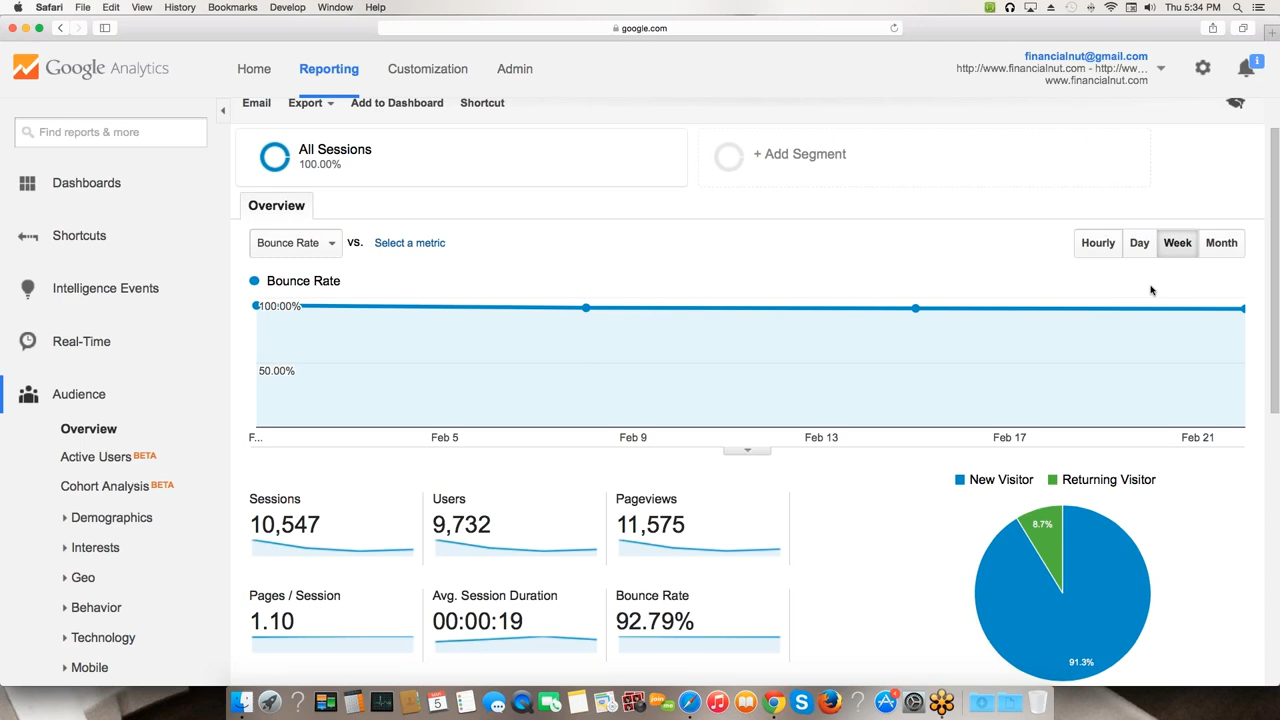 Safari File Edit View History Bookmarks Develop Window Help
Thu 5:34 PM
google.com
Google Analytics
Home Reporting Customization Admin
financialnut@gmail.com
http://www.financialnut.com - http://ww...
www.financialnut.com
i
Email Export Add to Dashboard Shortcut
Find reports & more
All Sessions
100.00%
+ Add Segment
Dashboards
Shortcuts
Intelligence Events
Real-Time
Audience
Overview
Active Users BETA
Cohort Analysis BETA
Demographics
Interests
Geo
Behavior
Technology
Mobile
Overview
Bounce Rate VS. Select a metric
Hourly Day Week Month
Bounce Rate
100.00%
50.00%
F... Feb 5 Feb 9 Feb 13 Feb 17 Feb 21
Sessions
10,547
Users
9,732
Pageviews
11,575
Pages / Session
1.10
Avg. Session Duration
00:00:19
Bounce Rate
92.79%
New Visitor Returning Visitor
8.7%
91.3%
5
join.me